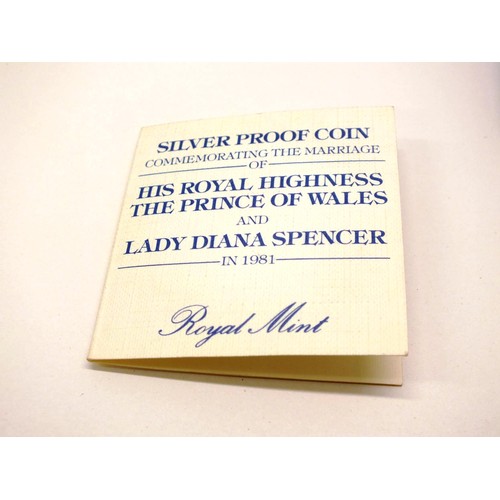 SILVER PROOF COIN
COMMEMORATING THE MARRIAGE
OF
HIS ROYAL HIGHNESS
THE PRINCE OF WALES
AND
LADY DIANA SPENCER
IN 1981
Royal Mint